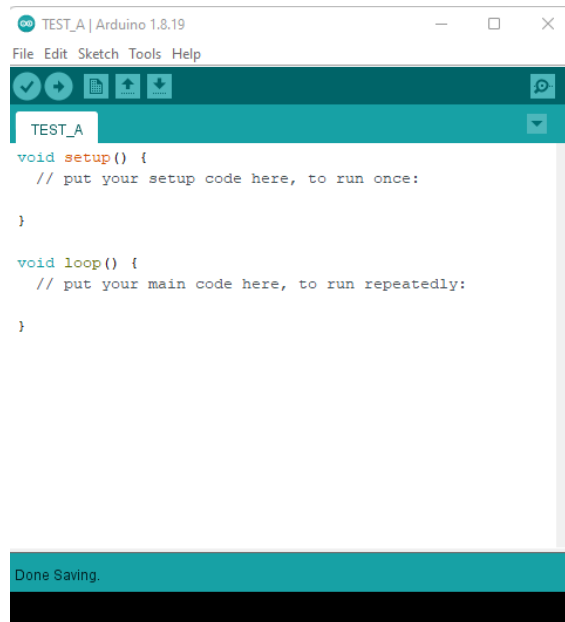 TEST_A | Arduino 1.8.19
File Edit Sketch Tools Help
TEST_A
void setup() {
  // put your setup code here, to run once:
}
void loop() {
  // put your main code here, to run repeatedly:
}
Done Saving.